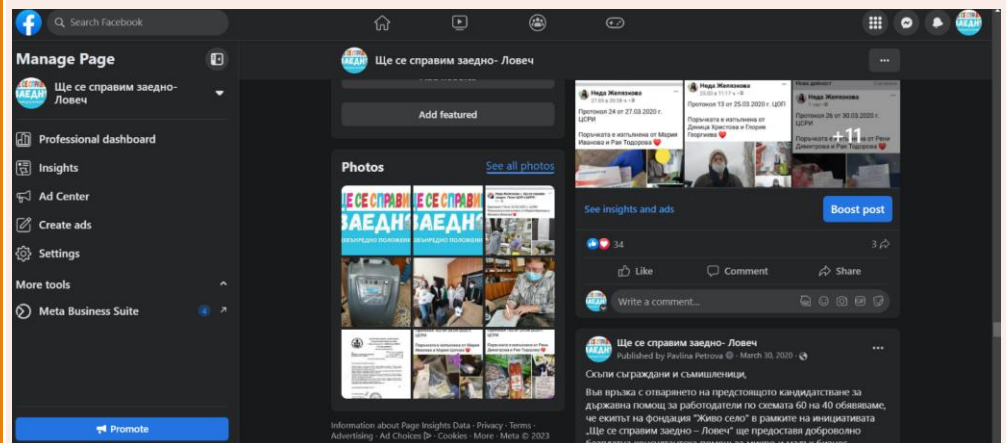 Search Facebook
Manage Page
Ще се справим заедно-
Ловеч
Professional dashboard
Insights
Ad Center
Create ads
Settings
More tools
Meta Business Suite
4
Promote
Ще се справим заедно- Ловеч
Add featured
Photos
See all photos
ЗАЕДН
Information about Page Insights Data · Privacy · Terms ·
Advertising · Ad Choices · Cookies · More · Meta © 2023
Неда Желязкова
Протокол 24 от 27.03.2020 г.
ЦСРИ
Поръчката е изпълнена от Мария
Иванова и Рая Тодорова
Неда Желязкова
Протокол 13 от 25.03.2020 г. ЦОП
Поръчката е изпълнена от
Деница Христова и Глория
Георгиева
Неда Желязкова
Протокол 26 от 30.03.2020 г.
ЦСРИ
Поръчката е изпълнена от Рени
Димитрова и Рая Тодорова
+11
See insights and ads
Boost post
34
3
Like
Comment
Share
Write a comment...
Ще се справим заедно- Ловеч
Published by Pavlina Petrova · March 30, 2020 ·
Скъпи съграждани и съмишленици,
Във връзка с отварянето на предстоящото кандидатстване за
държавна помощ за работодатели по схемата 60 на 40 обявяваме,
че екипът на фондация "Живо село" в рамките на инициативата
„Ще се справим заедно – Ловеч" ще предоставя доброволно